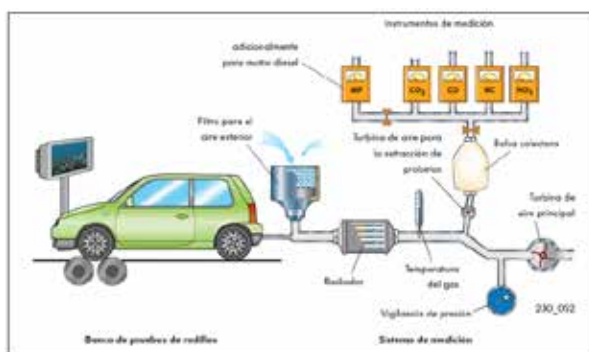 Instrumentos de medición
adicionalmente
para motor diesel
MP
CO₂
CO
HC
NOx
Filtro para el
aire exterior
Turbina de aire para
la extracción de
probetas
Bolsa colectora
Turbina de
aire principal
Radiador
Temperatura
del gas
Vigilancia de presión
230_052
Banco de pruebas de rodillos
Sistema de medición